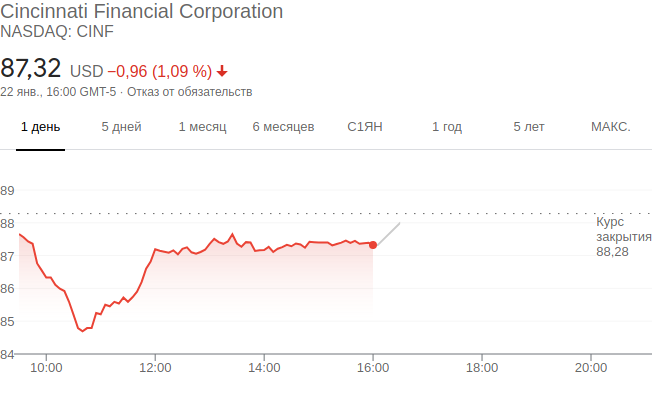 Cincinnati Financial Corporation
NASDAQ: CINF
87,32 USD −0,96 (1,09 %)
22 янв., 16:00 GMT-5 · Отказ от обязательств
1 день 5 дней 1 месяц 6 месяцев С1ЯН 1 год 5 лет МАКС.
89
88
87
86
85
84
Курс
закрытия
88,28
10:00 12:00 14:00 16:00 18:00 20:00